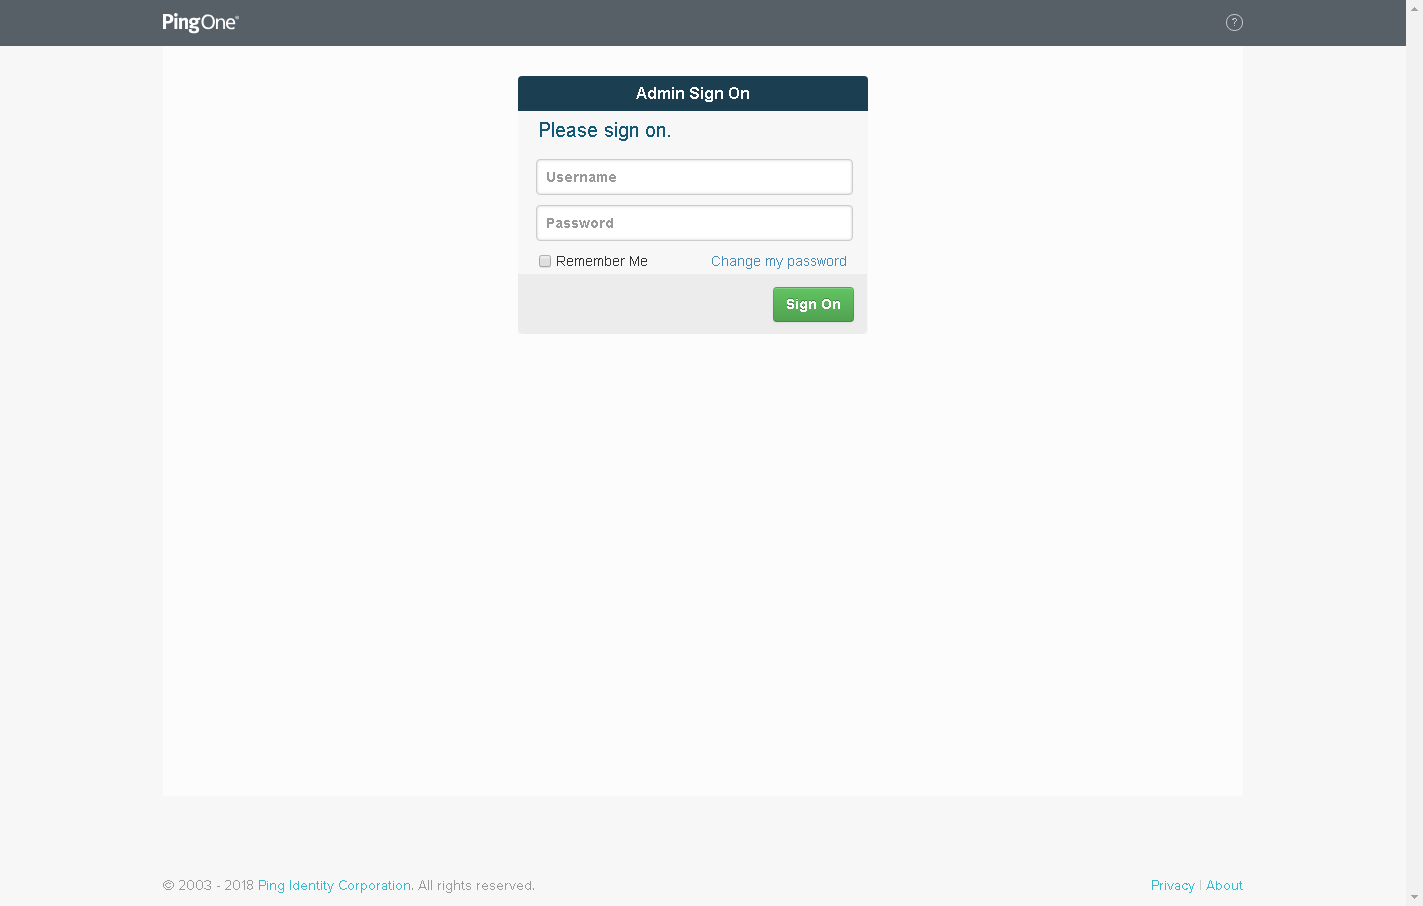 PingOne®
?
Admin Sign On
Please sign on.
Username
Password
Remember Me
Change my password
Sign On
© 2003 - 2018 Ping Identity Corporation. All rights reserved.
Privacy | About